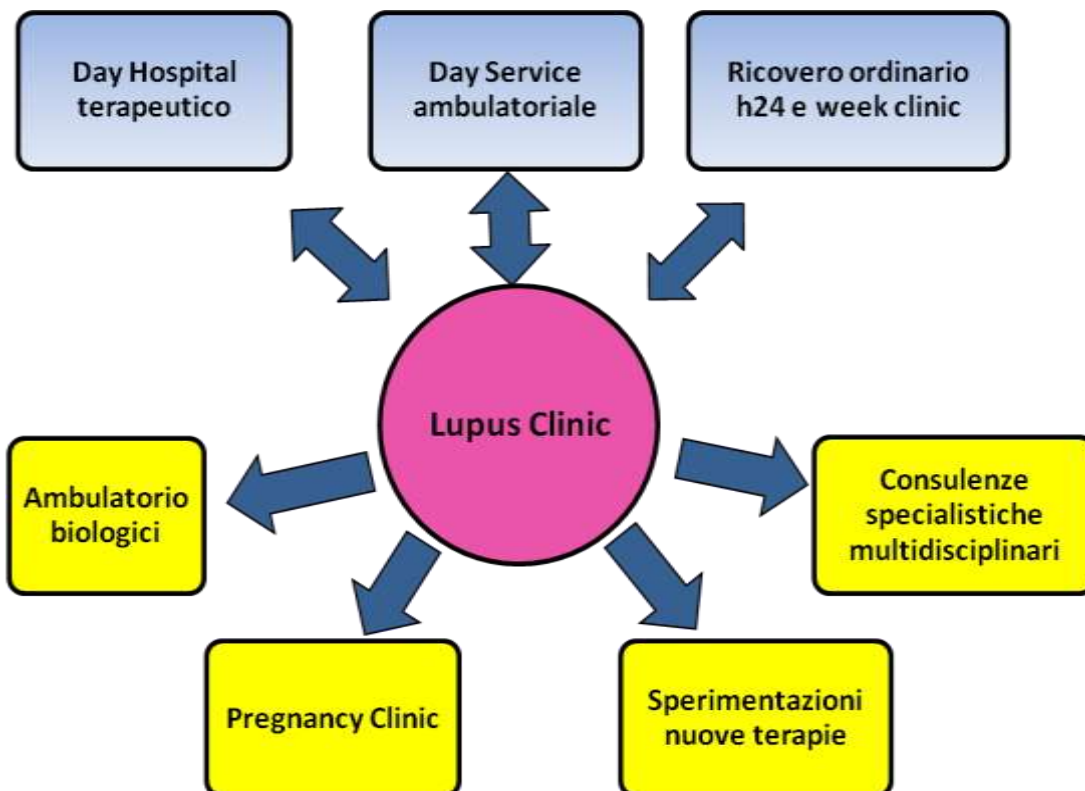 Day Hospital
terapeutico
Day Service
ambulatoriale
Ricovero ordinario
h24 e week clinic
Lupus Clinic
Ambulatorio
biologici
Consulenze
specialistiche
multidisciplinari
Pregnancy Clinic
Sperimentazioni
nuove terapie